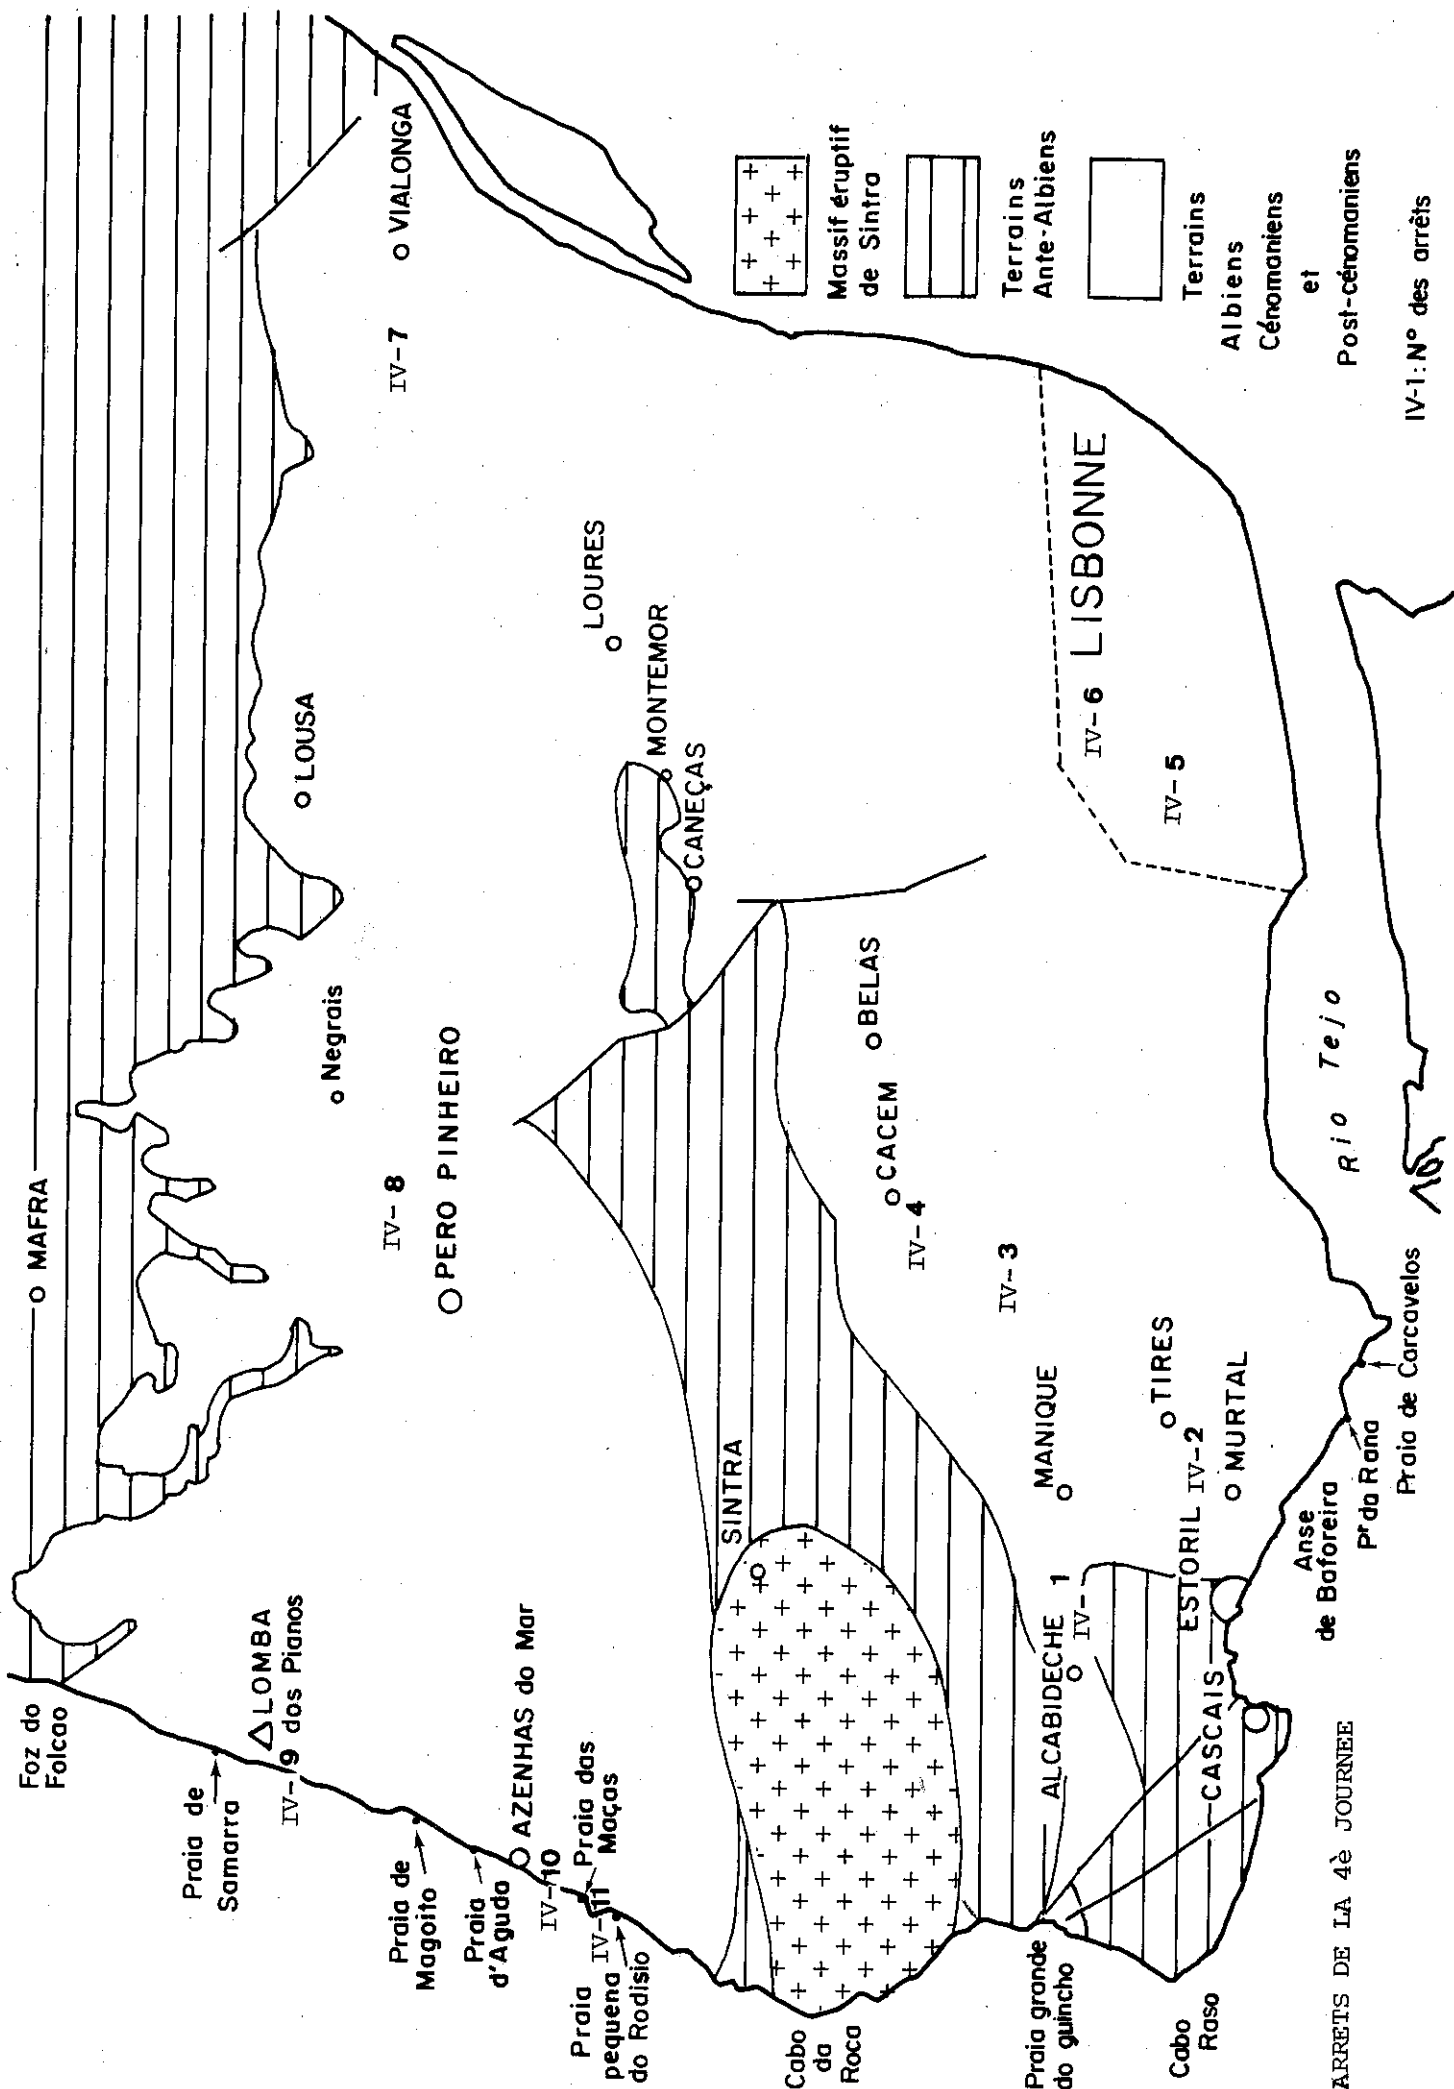 Foz do
Falcao
MAFRA
Praia de
Samarra
LOMBA
dos Pianos
IV-9
Negrais
LOUSA
VIALONGA
IV-7
IV-8
PERO PINHEIRO
Praia de
Magoito
Praia
d'Aguda
AZENHAS do Mar
IV-10
Praia das
Maças
IV-11
Praia
pequena
do Rodisio
LOURES
MONTEMOR
CANEÇAS
SINTRA
BELAS
CACEM
IV-4
IV-3
Cabo
da
Roca
MANIQUE
ALCABIDECHE
IV-1
Praia grande
do guincho
TIRES
IV-2
MURTAL
ESTORIL
CASCAIS
Cabo
Raso
Anse
de Baforeira
Pr da Rana
Praia de Carcavelos
Rio Tejo
IV-6
LISBONNE
IV-5
Massif éruptif
de Sintra
Terrains
Ante-Albiens
Terrains
Albiens
Cénomaniens
et
Post-cénomaniens
IV-1: N° des arrêts
ARRETS DE LA 4è JOURNEE